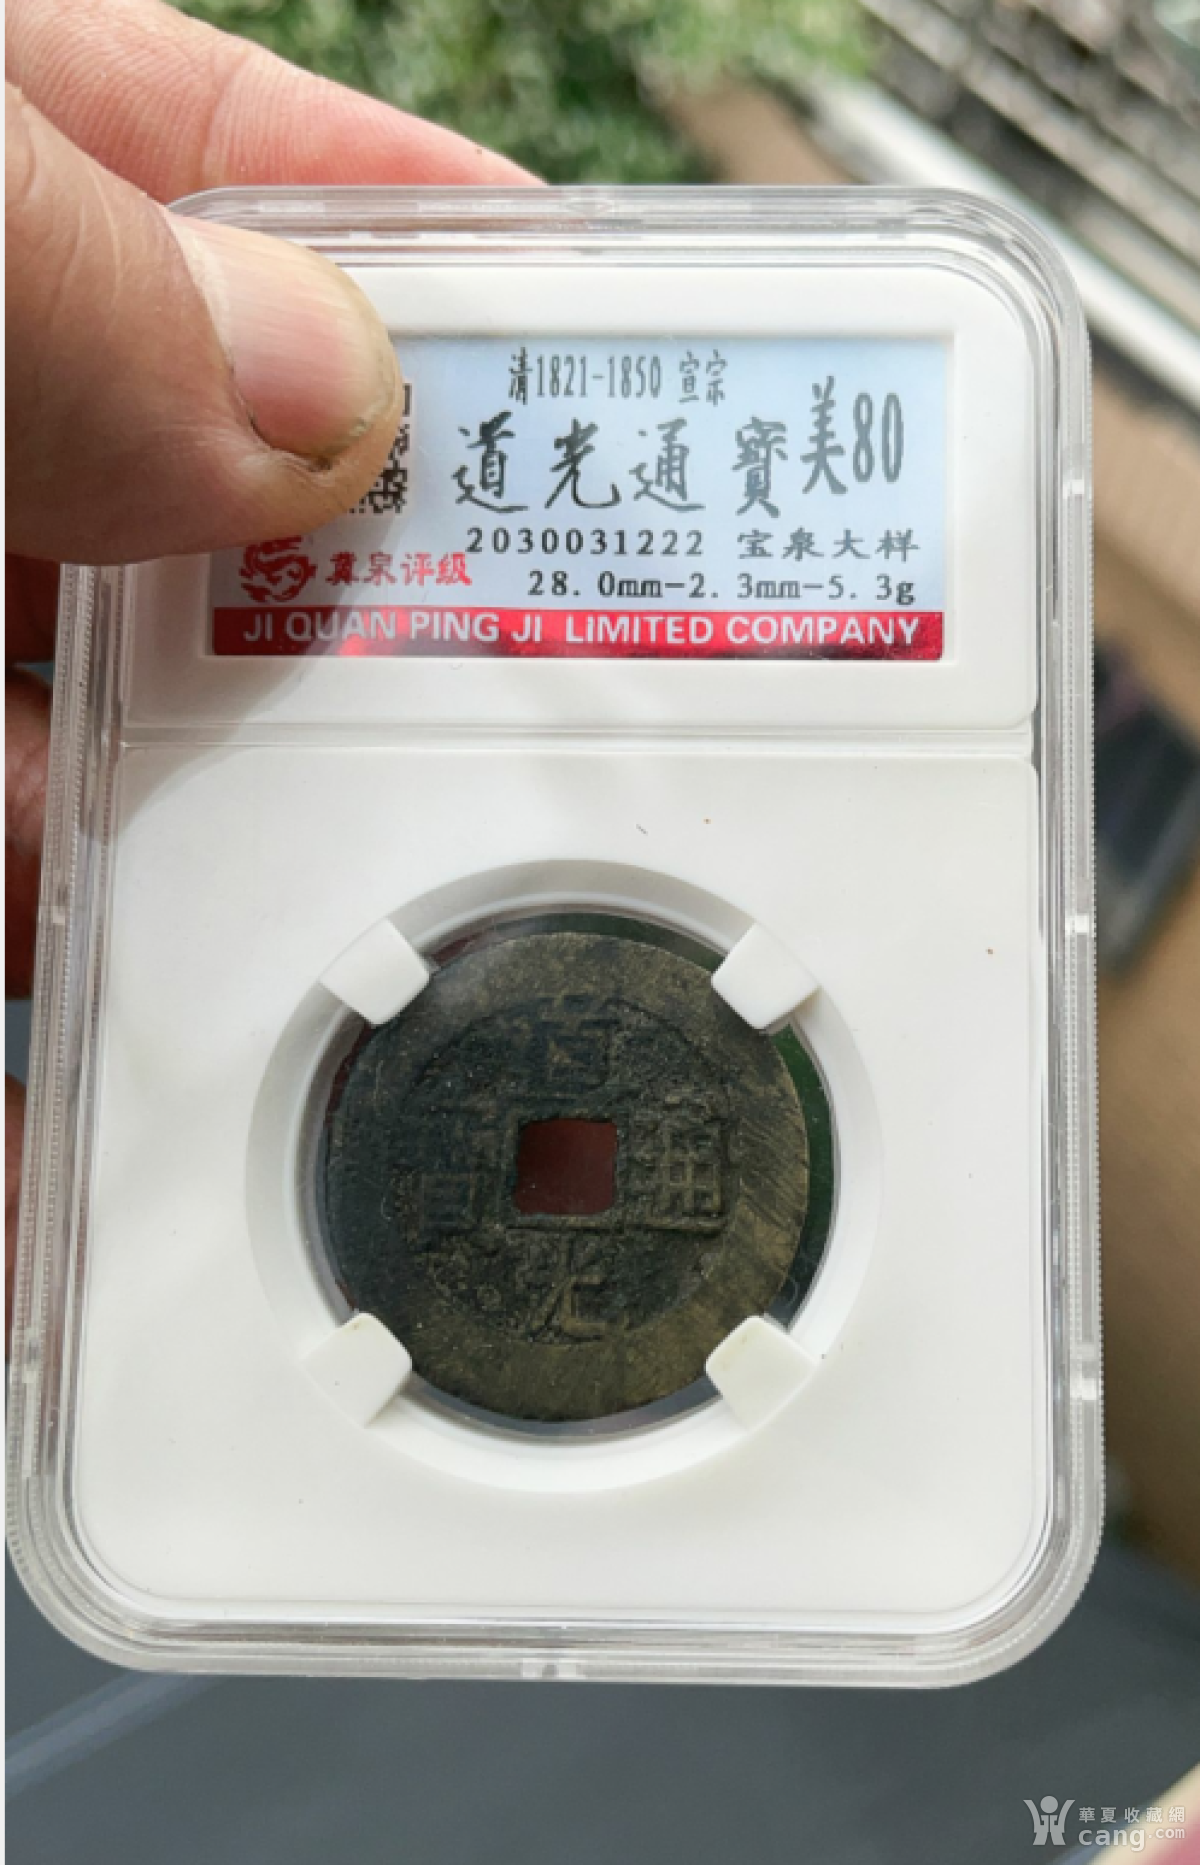 清1821-1850 宣宗
道光通寳 美80
2030031222 宝泉大样
冀泉评级 28.0mm-2.3mm-5.3g
JI QUAN PING JI LiMITED COMPANY
道
通
光
華夏收藏網
cang.com